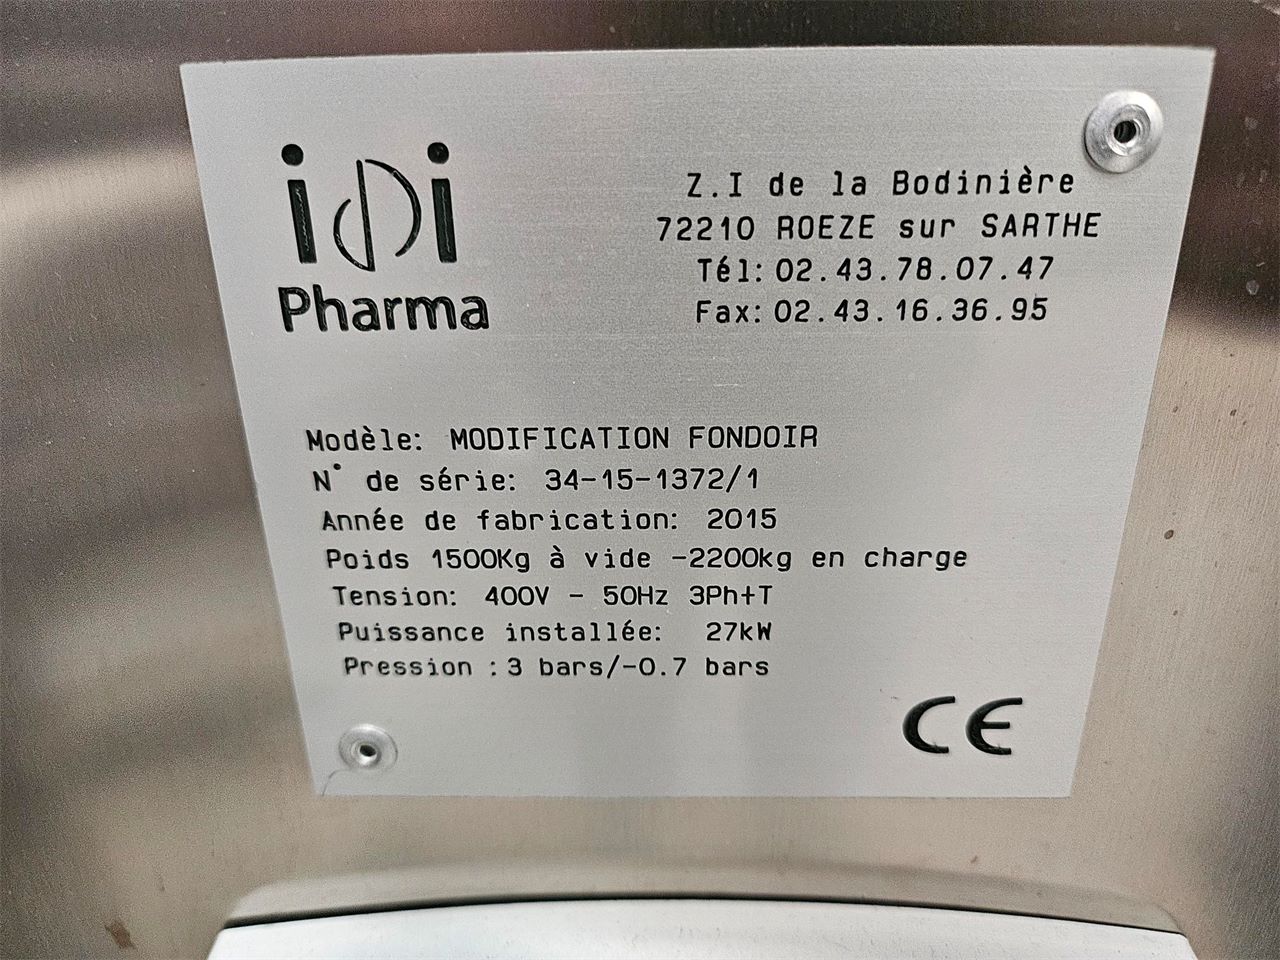 iDi
Pharma
Z.I de la Bodinière
72210 ROEZE sur SARTHE
Tél: 02.43.78.07.47
Fax: 02.43.16.36.95
Modèle: MODIFICATION FONDOIR
N° de série: 34-15-1372/1
Année de fabrication: 2015
Poids 1500Kg à vide -2200kg en charge
Tension: 400V - 50Hz 3Ph+T
Puissance installée: 27kW
Pression : 3 bars/-0.7 bars
CE